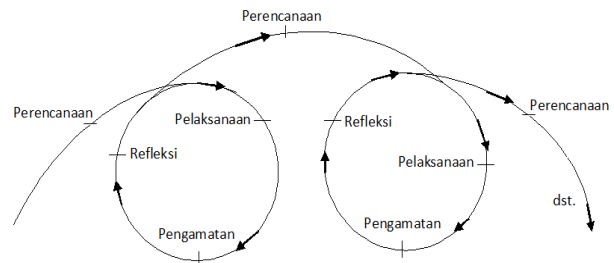 Perencanaan
Perencanaan
Perencanaan
Pelaksanaan
Refleksi
Refleksi
Pelaksanaan
dst.
Pengamatan
Pengamatan